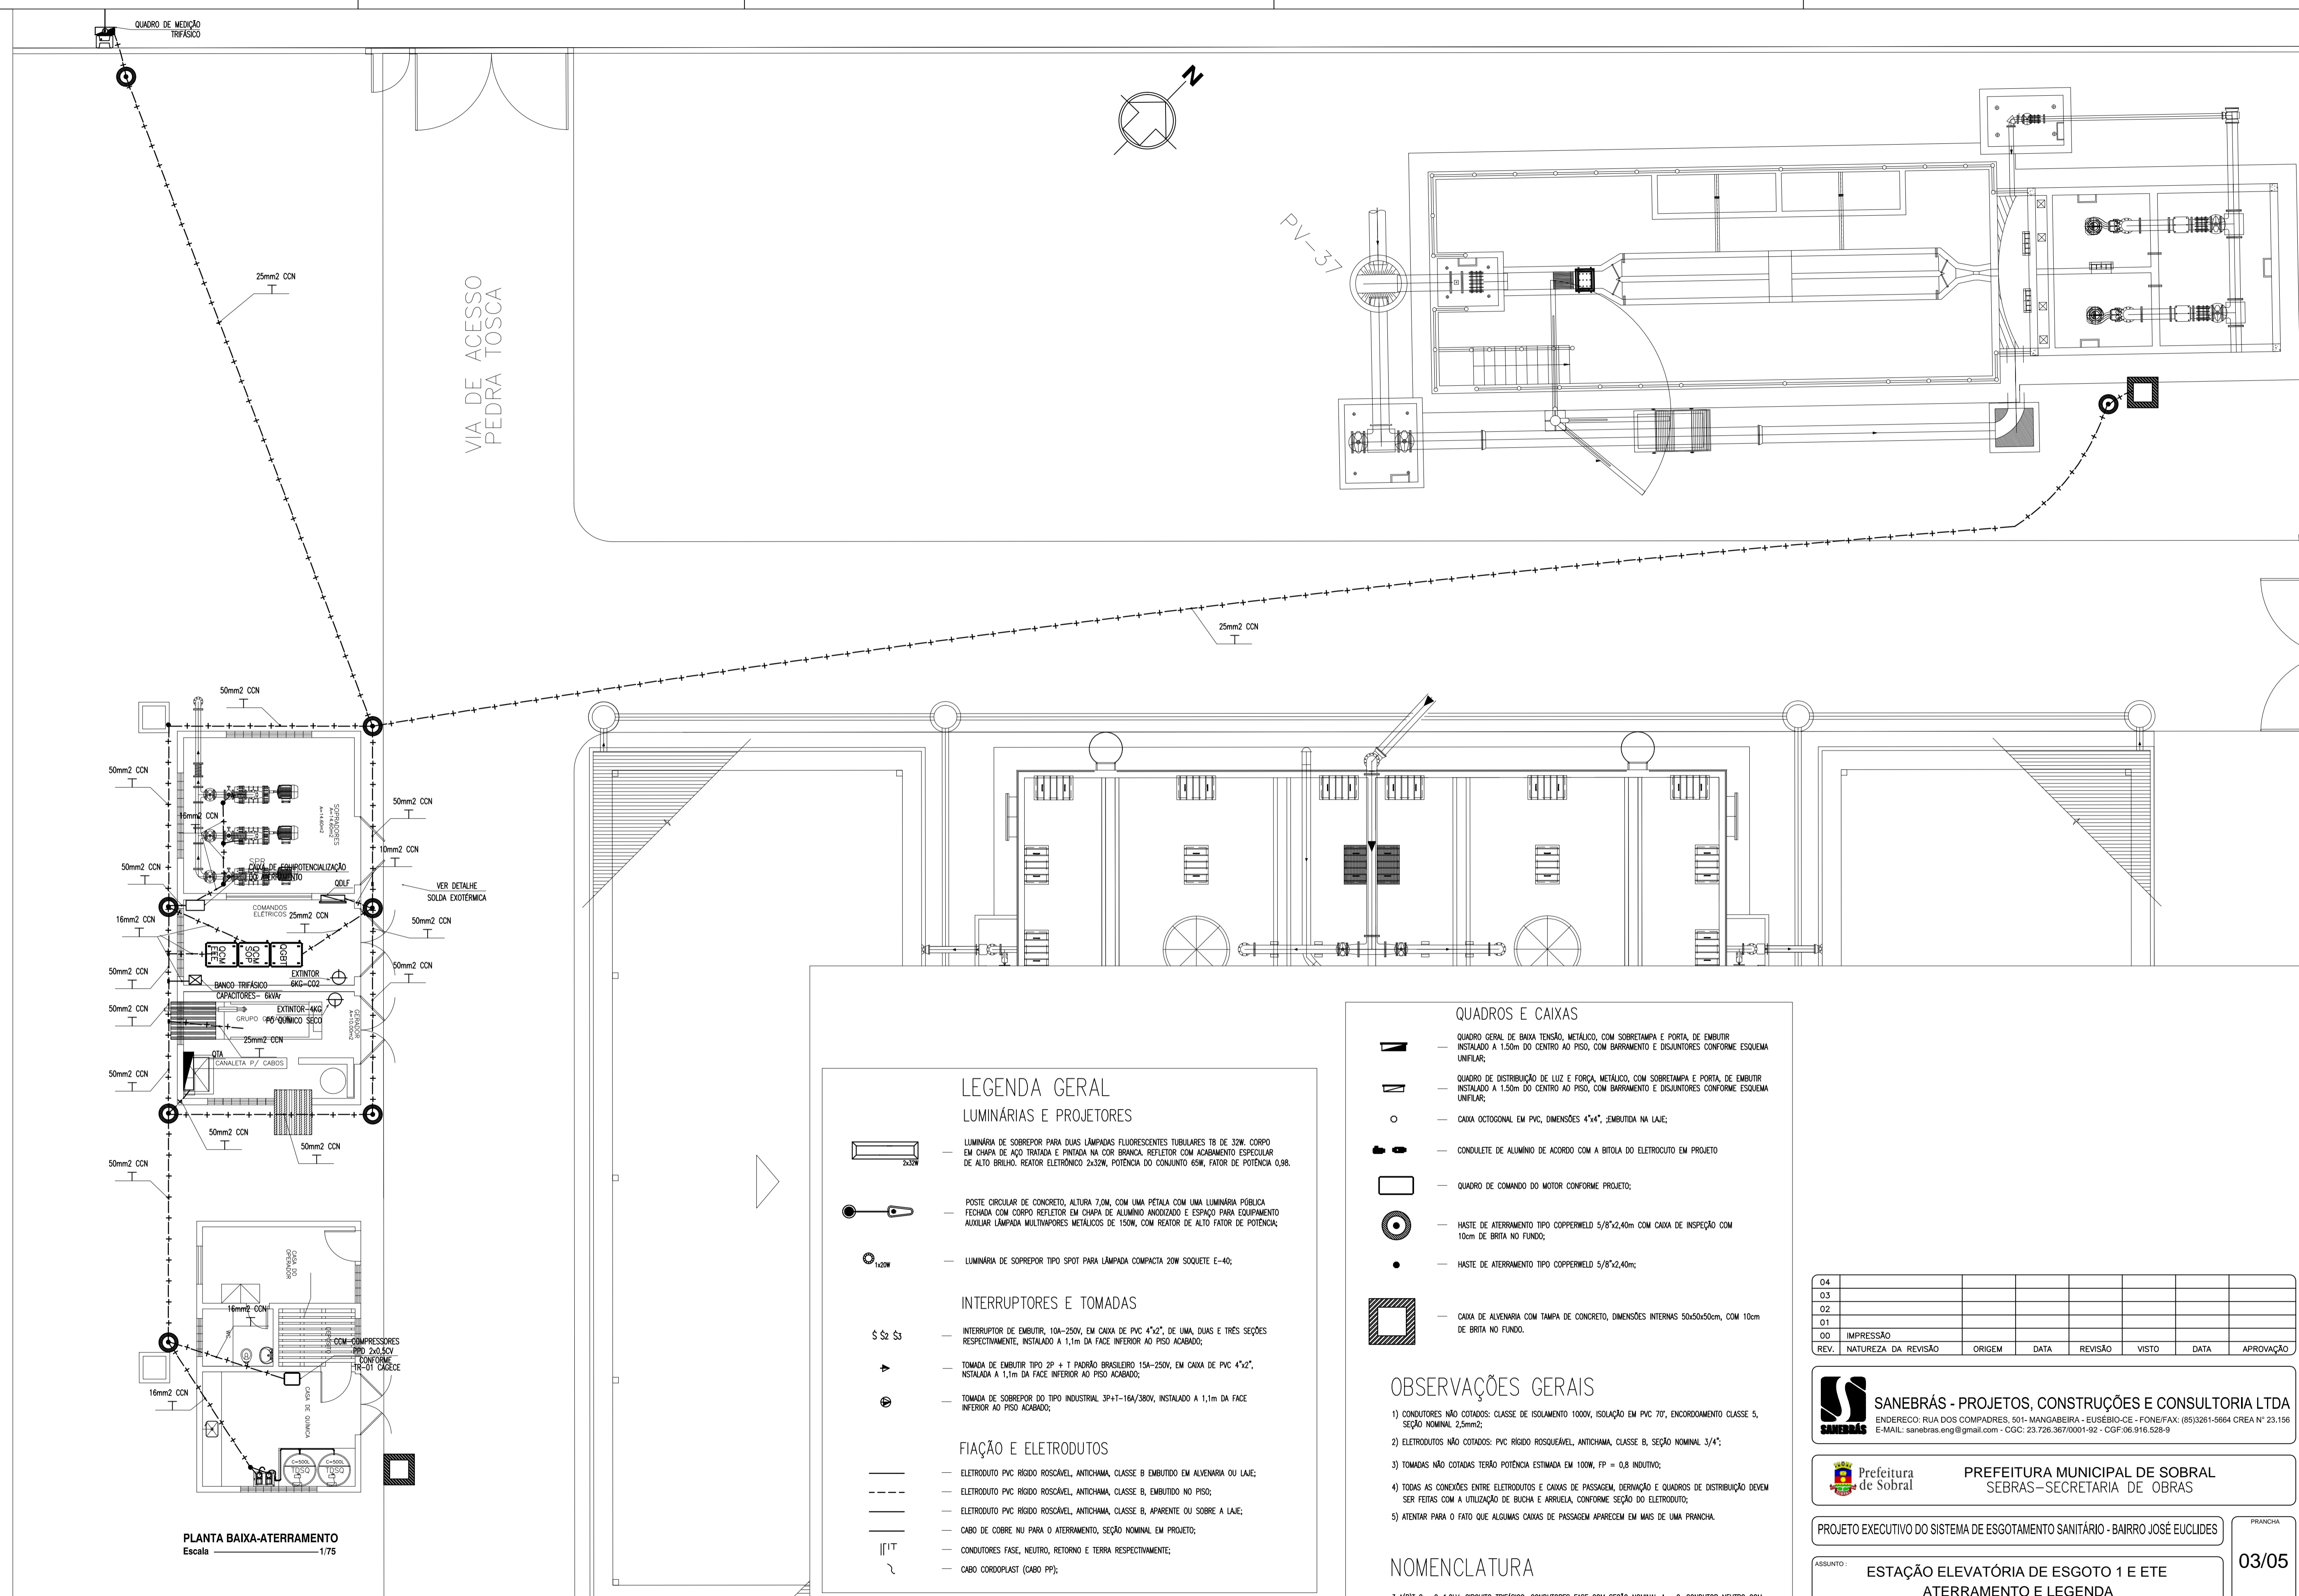 QUADRO DE MEDIÇÃO
TRIFÁSICO
N
PV-37
25mm2 CCN
VIA DE ACESSO
PEDRA TOSCA
25mm2 CCN
50mm2 CCN
50mm2 CCN
50mm2 CCN
16mm2 CCN
SOPRADORES
A=14.60m2
10mm2 CCN
50mm2 CCN
SPR
CAIXA DE EQUIPOTENCIALIZAÇÃO
DO ATERRAMENTO
QDLF
VER DETALHE
SOLDA EXOTÉRMICA
COMANDOS
ELÉTRICOS
25mm2 CCN
16mm2 CCN
50mm2 CCN
QCM
EEE
QCM
SOP
QGBT
50mm2 CCN
50mm2 CCN
EXTINTOR
6KG-CO2
BANCO TRIFÁSICO
CAPACITORES- 6kVAr
50mm2 CCN
EXTINTOR-4KG
PÓ QUÍMICO SECO
GRUPO GERADOR
GERADOR
A=10.00m2
25mm2 CCN
QTA
CANALETA P/ CABOS
50mm2 CCN
50mm2 CCN
50mm2 CCN
50mm2 CCN
CASA DO
OPERADOR
16mm2 CCN
WC
DEPÓSITO
CCM-COMPRESSORES
PPD 2x0,5CV
CONFORME
TR-01 CAGECE
16mm2 CCN
CASA DE QUÍMICA
C=500L
TDSQ
C=500L
TDSQ
PLANTA BAIXA-ATERRAMENTO
Escala 1/75
LEGENDA GERAL
LUMINÁRIAS E PROJETORES
2x32W
LUMINÁRIA DE SOBREPOR PARA DUAS LÂMPADAS FLUORESCENTES TUBULARES T8 DE 32W. CORPO
EM CHAPA DE AÇO TRATADA E PINTADA NA COR BRANCA. REFLETOR COM ACABAMENTO ESPECULAR
DE ALTO BRILHO. REATOR ELETRÔNICO 2x32W, POTÊNCIA DO CONJUNTO 65W, FATOR DE POTÊNCIA 0,98.
POSTE CIRCULAR DE CONCRETO, ALTURA 7,0M, COM UMA PÉTALA COM UMA LUMINÁRIA PÚBLICA
FECHADA COM CORPO REFLETOR EM CHAPA DE ALUMÍNIO ANODIZADO E ESPAÇO PARA EQUIPAMENTO
AUXILIAR LÂMPADA MULTIVAPORES METÁLICOS DE 150W, COM REATOR DE ALTO FATOR DE POTÊNCIA;
1x20W
LUMINÁRIA DE SOPREPOR TIPO SPOT PARA LÂMPADA COMPACTA 20W SOQUETE E-40;
INTERRUPTORES E TOMADAS
S S2 S3
INTERRUPTOR DE EMBUTIR, 10A-250V, EM CAIXA DE PVC 4"x2", DE UMA, DUAS E TRÊS SEÇÕES
RESPECTIVAMENTE, INSTALADO A 1,1m DA FACE INFERIOR AO PISO ACABADO;
TOMADA DE EMBUTIR TIPO 2P + T PADRÃO BRASILEIRO 15A-250V, EM CAIXA DE PVC 4"x2",
NSTALADA A 1,1m DA FACE INFERIOR AO PISO ACABADO;
TOMADA DE SOBREPOR DO TIPO INDUSTRIAL 3P+T-16A/380V, INSTALADO A 1,1m DA FACE
INFERIOR AO PISO ACABADO;
FIAÇÃO E ELETRODUTOS
ELETRODUTO PVC RÍGIDO ROSCÁVEL, ANTICHAMA, CLASSE B EMBUTIDO EM ALVENARIA OU LAJE;
ELETRODUTO PVC RÍGIDO ROSCÁVEL, ANTICHAMA, CLASSE B, EMBUTIDO NO PISO;
ELETRODUTO PVC RÍGIDO ROSCÁVEL, ANTICHAMA, CLASSE B, APARENTE OU SOBRE A LAJE;
CABO DE COBRE NU PARA O ATERRAMENTO, SEÇÃO NOMINAL EM PROJETO;
CONDUTORES FASE, NEUTRO, RETORNO E TERRA RESPECTIVAMENTE;
CABO CORDOPLAST (CABO PP);
QUADROS E CAIXAS
QUADRO GERAL DE BAIXA TENSÃO, METÁLICO, COM SOBRETAMPA E PORTA, DE EMBUTIR
INSTALADO A 1.50m DO CENTRO AO PISO, COM BARRAMENTO E DISJUNTORES CONFORME ESQUEMA
UNIFILAR;
QUADRO DE DISTRIBUIÇÃO DE LUZ E FORÇA, METÁLICO, COM SOBRETAMPA E PORTA, DE EMBUTIR
INSTALADO A 1.50m DO CENTRO AO PISO, COM BARRAMENTO E DISJUNTORES CONFORME ESQUEMA
UNIFILAR;
CAIXA OCTOGONAL EM PVC, DIMENSÕES 4"x4", ;EMBUTIDA NA LAJE;
CONDULETE DE ALUMÍNIO DE ACORDO COM A BITOLA DO ELETROCUTO EM PROJETO
QUADRO DE COMANDO DO MOTOR CONFORME PROJETO;
HASTE DE ATERRAMENTO TIPO COPPERWELD 5/8"x2,40m COM CAIXA DE INSPEÇÃO COM
10cm DE BRITA NO FUNDO;
HASTE DE ATERRAMENTO TIPO COPPERWELD 5/8"x2,40m;
CAIXA DE ALVENARIA COM TAMPA DE CONCRETO, DIMENSÕES INTERNAS 50x50x50cm, COM 10cm
DE BRITA NO FUNDO.
OBSERVAÇÕES GERAIS
1) CONDUTORES NÃO COTADOS: CLASSE DE ISOLAMENTO 1000V, ISOLAÇÃO EM PVC 70°, ENCORDOAMENTO CLASSE 5,
SEÇÃO NOMINAL 2,5mm2;
2) ELETRODUTOS NÃO COTADOS: PVC RÍGIDO ROSQUEÁVEL, ANTICHAMA, CLASSE B, SEÇÃO NOMINAL 3/4";
3) TOMADAS NÃO COTADAS TERÃO POTÊNCIA ESTIMADA EM 100W, FP = 0,8 INDUTIVO;
4) TODAS AS CONEXÕES ENTRE ELETRODUTOS E CAIXAS DE PASSAGEM, DERIVAÇÃO E QUADROS DE DISTRIBUIÇÃO DEVEM
SER FEITAS COM A UTILIZAÇÃO DE BUCHA E ARRUELA, CONFORME SEÇÃO DO ELETRODUTO;
5) ATENTAR PARA O FATO QUE ALGUMAS CAIXAS DE PASSAGEM APARECEM EM MAIS DE UMA PRANCHA.
NOMENCLATURA
04
03
02
01
00 IMPRESSÃO
REV. NATUREZA DA REVISÃO ORIGEM DATA REVISÃO VISTO DATA APROVAÇÃO
SANEBRÁS
SANEBRÁS - PROJETOS, CONSTRUÇÕES E CONSULTORIA LTDA
ENDERECO: RUA DOS COMPADRES, 501- MANGABEIRA - EUSÉBIO-CE - FONE/FAX: (85)3261-5664 CREA N° 23.156
E-MAIL: sanebras.eng@gmail.com - CGC: 23.726.367/0001-92 - CGF:06.916.528-9
Prefeitura
de Sobral
PREFEITURA MUNICIPAL DE SOBRAL
SEBRAS-SECRETARIA DE OBRAS
PROJETO EXECUTIVO DO SISTEMA DE ESGOTAMENTO SANITÁRIO - BAIRRO JOSÉ EUCLIDES
PRANCHA
03/05
ASSUNTO :
ESTAÇÃO ELEVATÓRIA DE ESGOTO 1 E ETE
ATERRAMENTO E LEGENDA